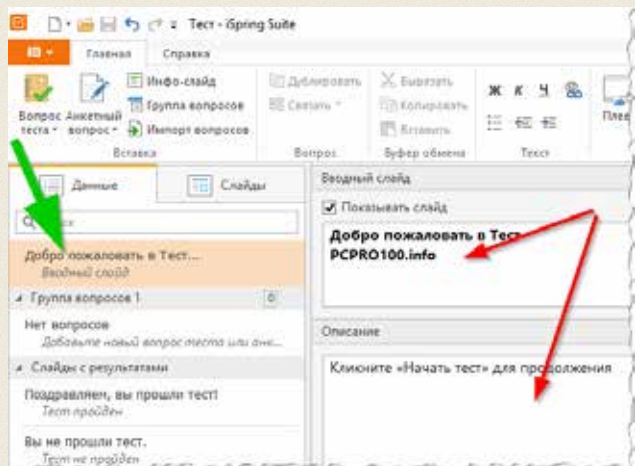 Тест - iSpring Suite
Главная Справка
Вопрос теста Анкетный вопрос
Инфо-слайд
Группа вопросов
Импорт вопросов
Вставка
Дублировать
Связать
Вопрос
Вырезать
Копировать
Вставить
Буфер обмена
Ж К Ч
Текст
Данные Слайды
Добро пожаловать в Тест...
Вводный слайд
Группа вопросов 1 0
Нет вопросов
Добавьте новый вопрос теста или анк...
Слайды с результатами
Поздравляем, вы прошли тест!
Тест пройден
Вы не прошли тест.
Тест не пройден
Вводный слайд
Показывать слайд
Добро пожаловать в Тест
PCPRO100.info
Описание
Кликните «Начать тест» для продолжения